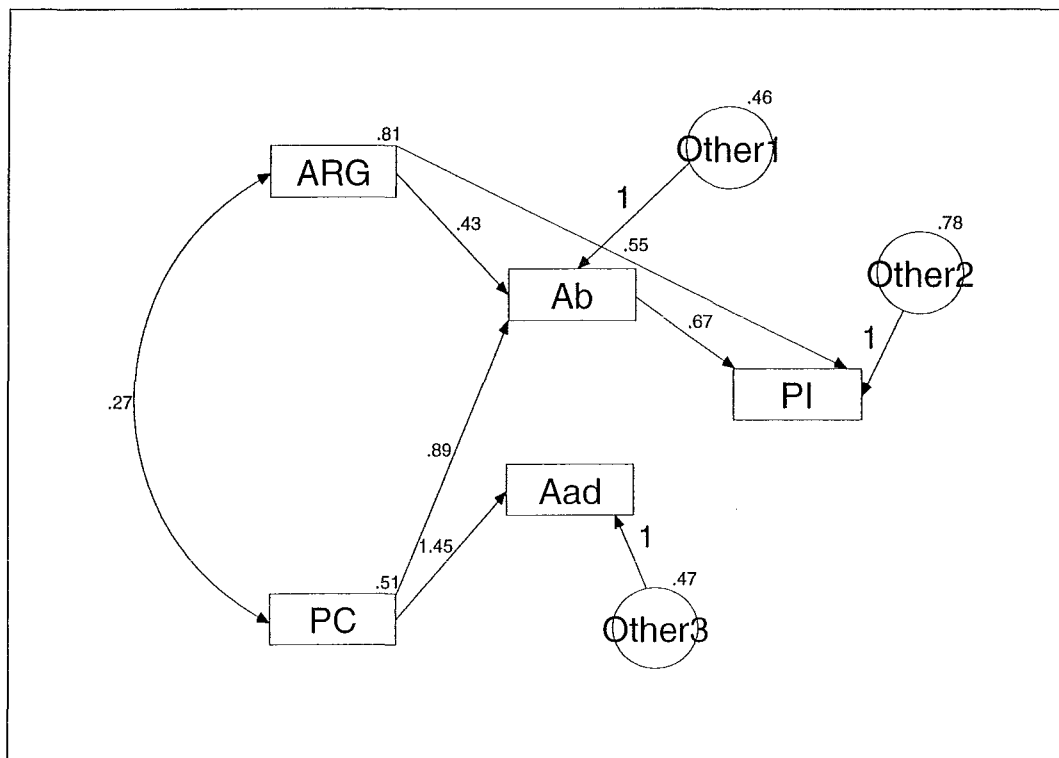 .46
.81
Other1
ARG
1
.78
.43
.55
Other2
Ab
.67
1
PI
.27
.89
Aad
1.45
1
.51
.47
PC
Other3